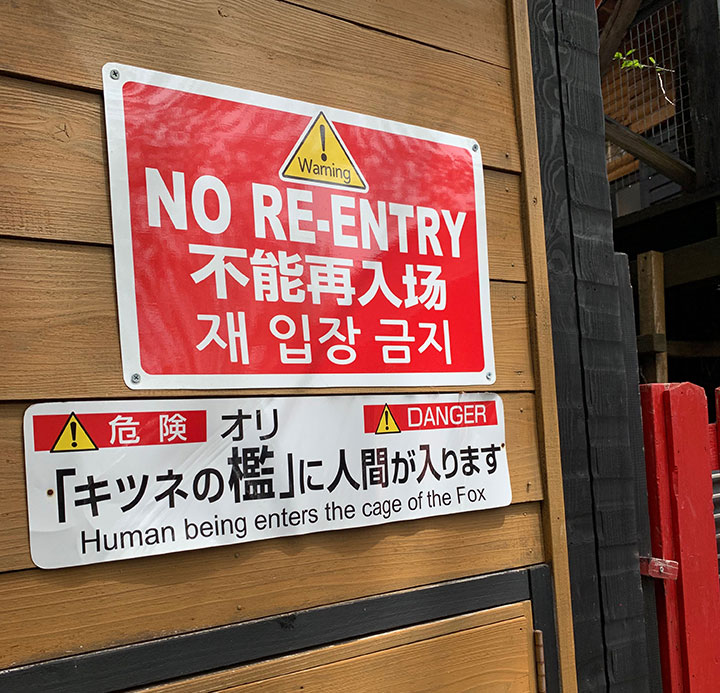 Warning
NO RE-ENTRY
不能再入场
재 입장 금지
危険 オリ DANGER
「キツネの檻」に人間が入ります
Human being enters the cage of the Fox